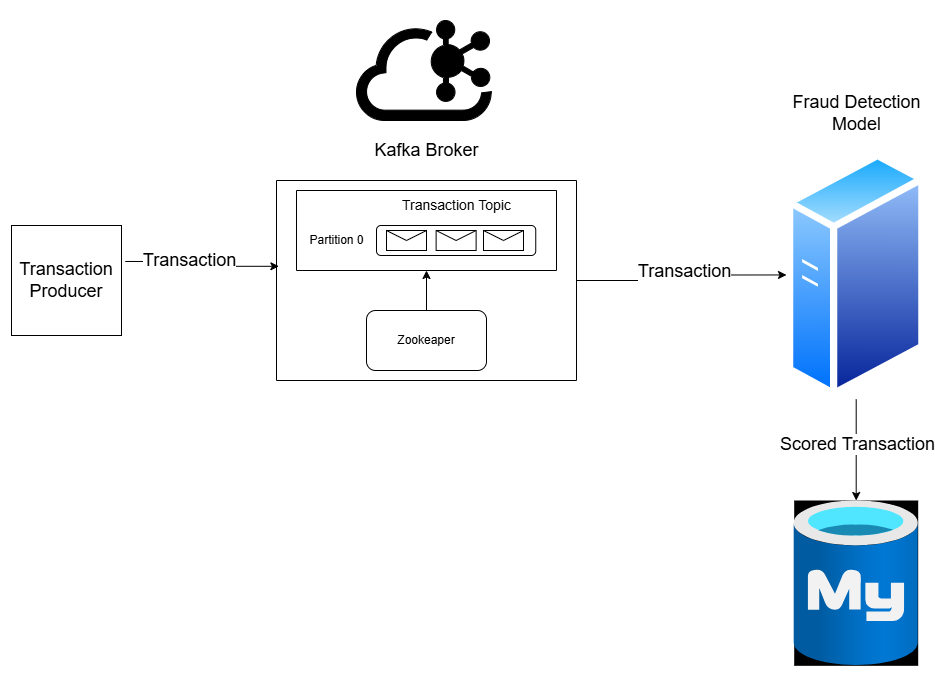 Kafka Broker
Fraud Detection
Model
Transaction Topic
Partition 0
Transaction
Producer
Transaction
Transaction
Zookeaper
Scored Transaction
My